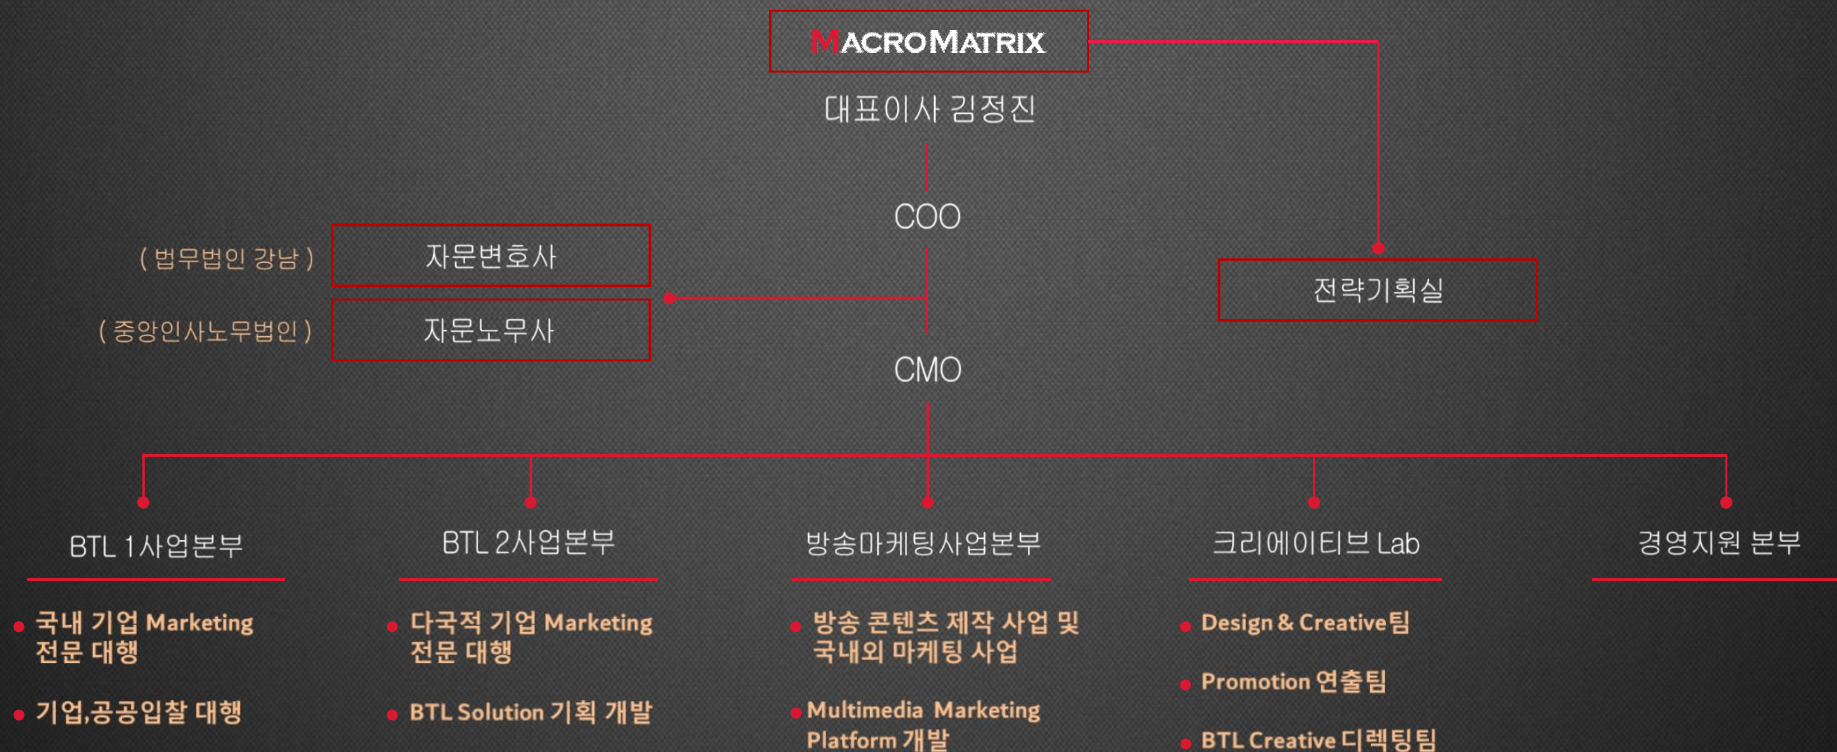 MACROMATRIX
대표이사 김정진
COO
( 법무법인 강남 )
자문변호사
전략기획실
( 중앙인사노무법인 )
자문노무사
CMO
BTL 1사업본부
국내 기업 Marketing
전문 대행
기업,공공입찰 대행
BTL 2사업본부
다국적 기업 Marketing
전문 대행
BTL Solution 기획 개발
방송마케팅사업본부
방송 콘텐츠 제작 사업 및
국내외 마케팅 사업
Multimedia Marketing
Platform 개발
크리에이티브 Lab
Design & Creative팀
Promotion 연출팀
BTL Creative 디렉팅팀
경영지원 본부